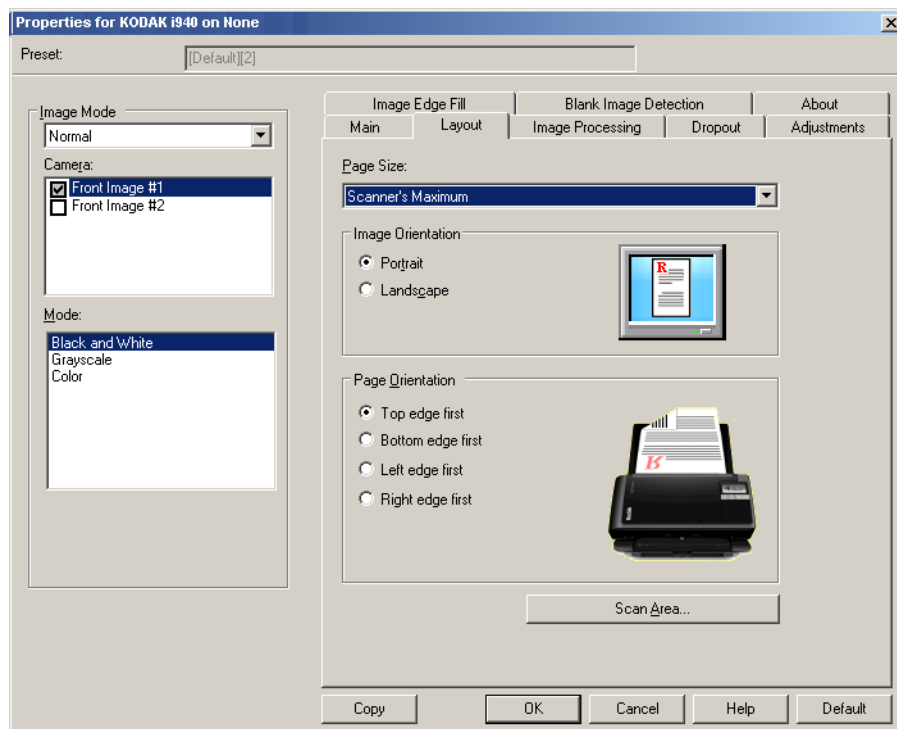 Properties for KODAK i940 on None
Preset:
[Default][2]
Image Mode
Normal
Camera:
Front Image #1
Front Image #2
Mode:
Black and White
Grayscale
Color
Image Edge Fill
Blank Image Detection
About
Main
Layout
Image Processing
Dropout
Adjustments
Page Size:
Scanner's Maximum
Image Orientation
Portrait
Landscape
R
Page Orientation
Top edge first
Bottom edge first
Left edge first
Right edge first
R
Kodak
Scan Area...
Copy
OK
Cancel
Help
Default